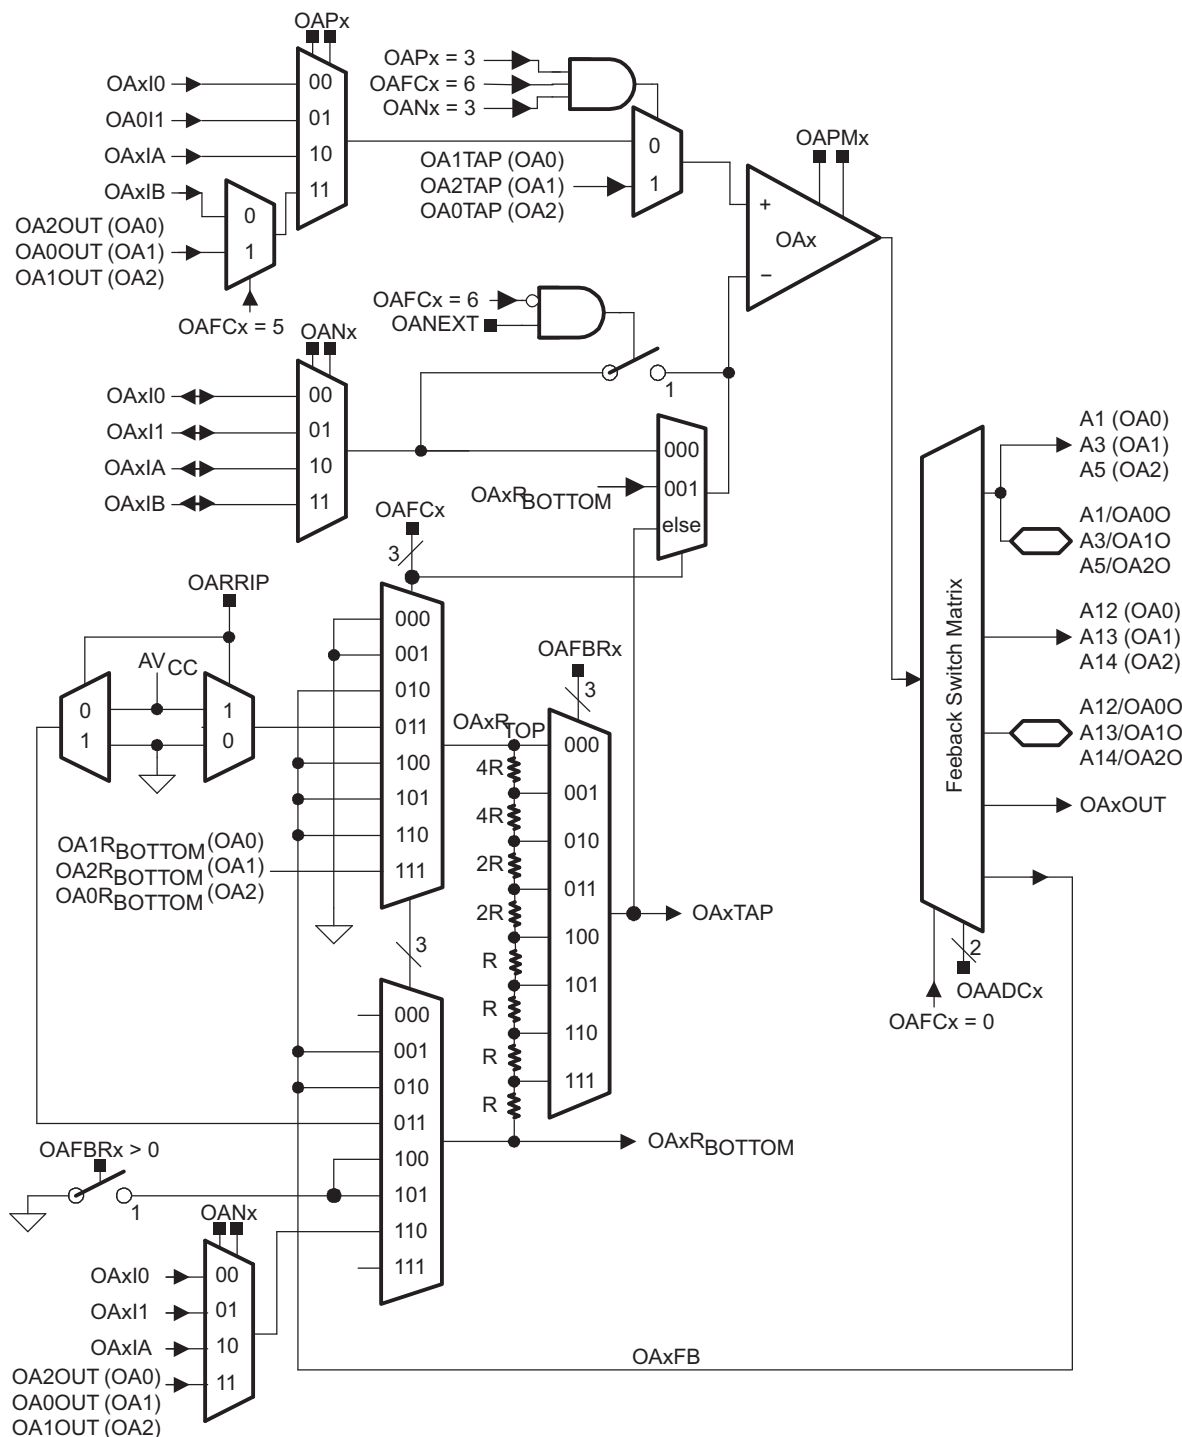 OAPx
OAxI0
00
OA0I1
01
OAxIA
10
OAxIB
11
0
1
OA2OUT (OA0)
OA0OUT (OA1)
OA1OUT (OA2)
OAFCx = 5
OAPx = 3
OAFCx = 6
OANx = 3
OA1TAP (OA0)
OA2TAP (OA1)
OA0TAP (OA2)
0
1
OAPMx
+
OAx
−
OAFCx = 6
OANEXT
1
OANx
OAxI0
00
OAxI1
01
OAxIA
10
OAxIB
11
000
OAxRBOTTOM
001
else
OAFCx
3
OARRIP
AVCC
0
1
1
0
000
001
010
011
100
101
110
111
OA1RBOTTOM (OA0)
OA2RBOTTOM (OA1)
OA0RBOTTOM (OA2)
3
OAxRTOP
4R
4R
2R
2R
R
R
R
R
OAFBRx
3
000
001
010
011
100
101
110
111
OAxTAP
000
001
010
011
100
101
110
111
OAxRBOTTOM
OAFBRx > 0
1
OANx
OAxI0
00
OAxI1
01
OAxIA
10
OA2OUT (OA0)
11
OA0OUT (OA1)
OA1OUT (OA2)
OAxFB
Feeback Switch Matrix
A1 (OA0)
A3 (OA1)
A5 (OA2)
A1/OA0O
A3/OA1O
A5/OA2O
A12 (OA0)
A13 (OA1)
A14 (OA2)
A12/OA0O
A13/OA1O
A14/OA2O
OAxOUT
2
OAADCx
OAFCx = 0